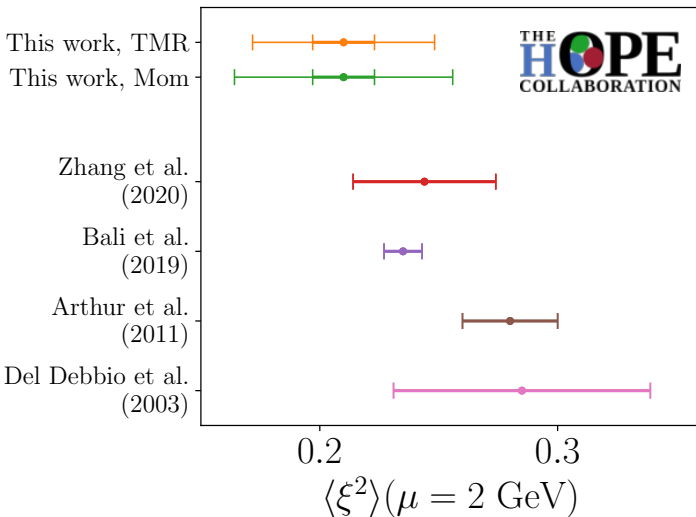 This work, TMR
This work, Mom
THE
HOPE
COLLABORATION
Zhang et al.
(2020)
Bali et al.
(2019)
Arthur et al.
(2011)
Del Debbio et al.
(2003)
0.2 0.3
⟨ξ²⟩(μ = 2 GeV)